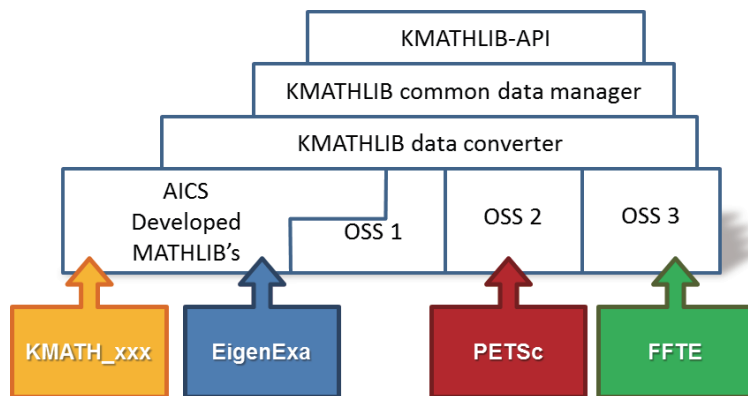 KMATHLIB-API
KMATHLIB common data manager
KMATHLIB data converter
AICS
Developed
MATHLIB's
OSS 1
OSS 2
OSS 3
KMATH_xxx
EigenExa
PETSc
FFTE